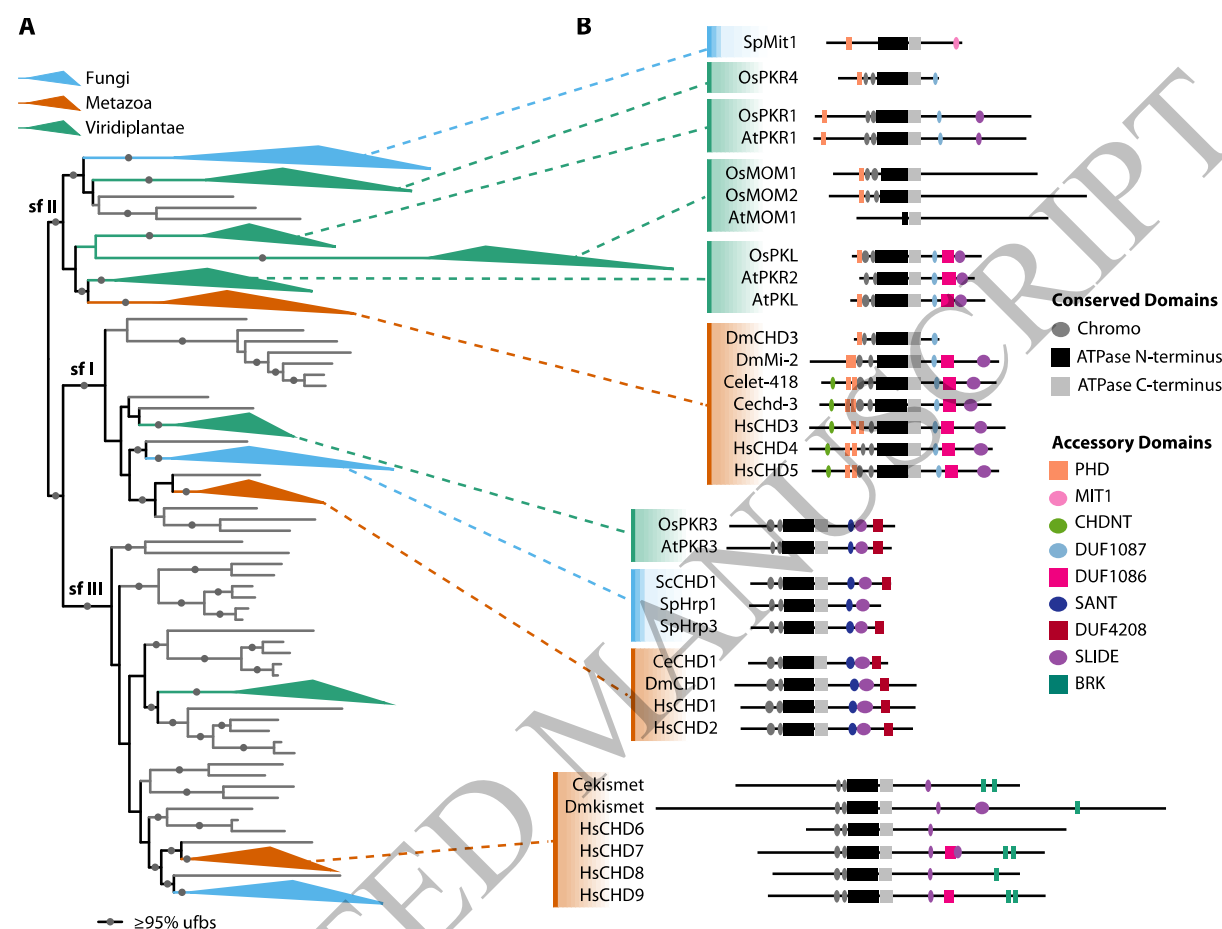 A
B
Fungi
Metazoa
Viridiplantae
sf II
sf I
sf III
≥95% ufbs
SpMit1
OsPKR4
OsPKR1
AtPKR1
OsMOM1
OsMOM2
AtMOM1
OsPKL
AtPKR2
AtPKL
DmCHD3
DmMi-2
Celet-418
Cechd-3
HsCHD3
HsCHD4
HsCHD5
OsPKR3
AtPKR3
ScCHD1
SpHrp1
SpHrp3
CeCHD1
DmCHD1
HsCHD1
HsCHD2
Cekismet
Dmkismet
HsCHD6
HsCHD7
HsCHD8
HsCHD9
Conserved Domains
Chromo
ATPase N-terminus
ATPase C-terminus
Accessory Domains
PHD
MIT1
CHDNT
DUF1087
DUF1086
SANT
DUF4208
SLIDE
BRK
TED MANUSCRIPT